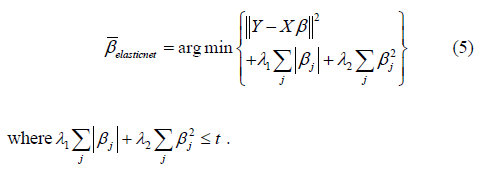 β̅_elasticnet = arg min { ‖Y − Xβ‖² + λ₁ ∑_j |β_j| + λ₂ ∑_j β_j² } (5)
where λ₁ ∑_j |β_j| + λ₂ ∑_j β_j² ≤ t .